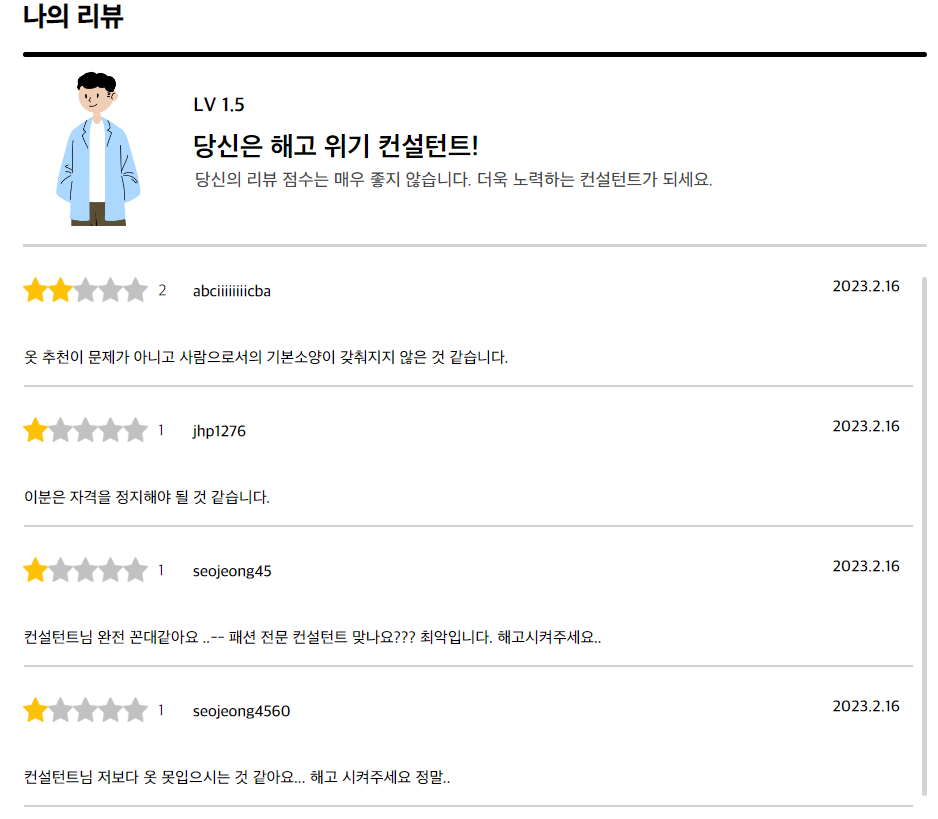 나의 리뷰
LV 1.5
당신은 해고 위기 컨설턴트!
당신의 리뷰 점수는 매우 좋지 않습니다. 더욱 노력하는 컨설턴트가 되세요.
2 abciiiiiiiicba 2023.2.16
옷 추천이 문제가 아니고 사람으로서의 기본소양이 갖춰지지 않은 것 같습니다.
1 jhp1276 2023.2.16
이분은 자격을 정지해야 될 것 같습니다.
1 seojeong45 2023.2.16
컨설턴트님 완전 꼰대같아요 ..-- 패션 전문 컨설턴트 맞나요??? 최악입니다. 해고시켜주세요..
1 seojeong4560 2023.2.16
컨설턴트님 저보다 옷 못입으시는 것 같아요... 해고 시켜주세요 정말..